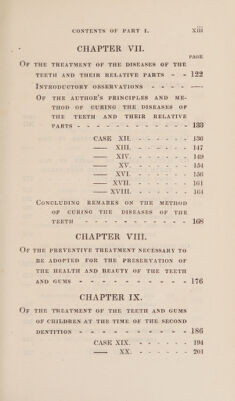 CONTENTS OF PART I. xiii
CHAPTER VII.
PAGE
OF THE TREATMENT OF THE DISEASES OF THE
TEETH AND THEIR RELATIVE PARTS - - 122
INTRODUCTORY OBSERVATIONS - - - - ——
OF THE AUTHOR'S PRINCIPLES AND ME-
THOD OF CURING THE DISEASES OF
THE TEETH AND THEIR RELATIVE
PARTS - - - - - - - - - - - 133
CASE XII. - - - - - - 136
—— XIII. - - - - - - 147
—— XIV. - - - - - - 149
—— XV. - - - - - - 154
—— XVI. - - - - - - 156
—— XVII. - - - - - - 161
—— XVIII. - - - - - - 164
CONCLUDING REMARKS ON THE METHOD
OF CURING THE DISEASES OF THE
TEETH - - - - - - - - - - 168
CHAPTER VIII.
OF THE PREVENTIVE TREATMENT NECESSARY TO
BE ADOPTED FOR THE PRESERVATION OF
THE HEALTH AND BEAUTY OF THE TEETH
AND GUMS - - - - - - - - - - 176
CHAPTER IX.
OF THE TREATMENT OF THE TEETH AND GUMS
OF CHILDREN AT THE TIME OF THE SECOND
DENTITION - - - - - - - - - - 186
CASE XIX. - - - - - - 194
—— XX. - - - - - - 201